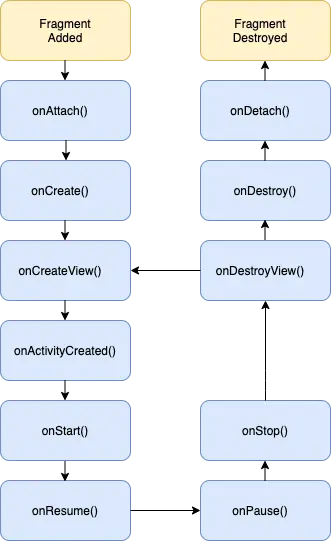 Fragment
Added
onAttach()
onCreate()
onCreateView()
onActivityCreated()
onStart()
onResume()
Fragment
Destroyed
onDetach()
onDestroy()
onDestroyView()
onStop()
onPause()